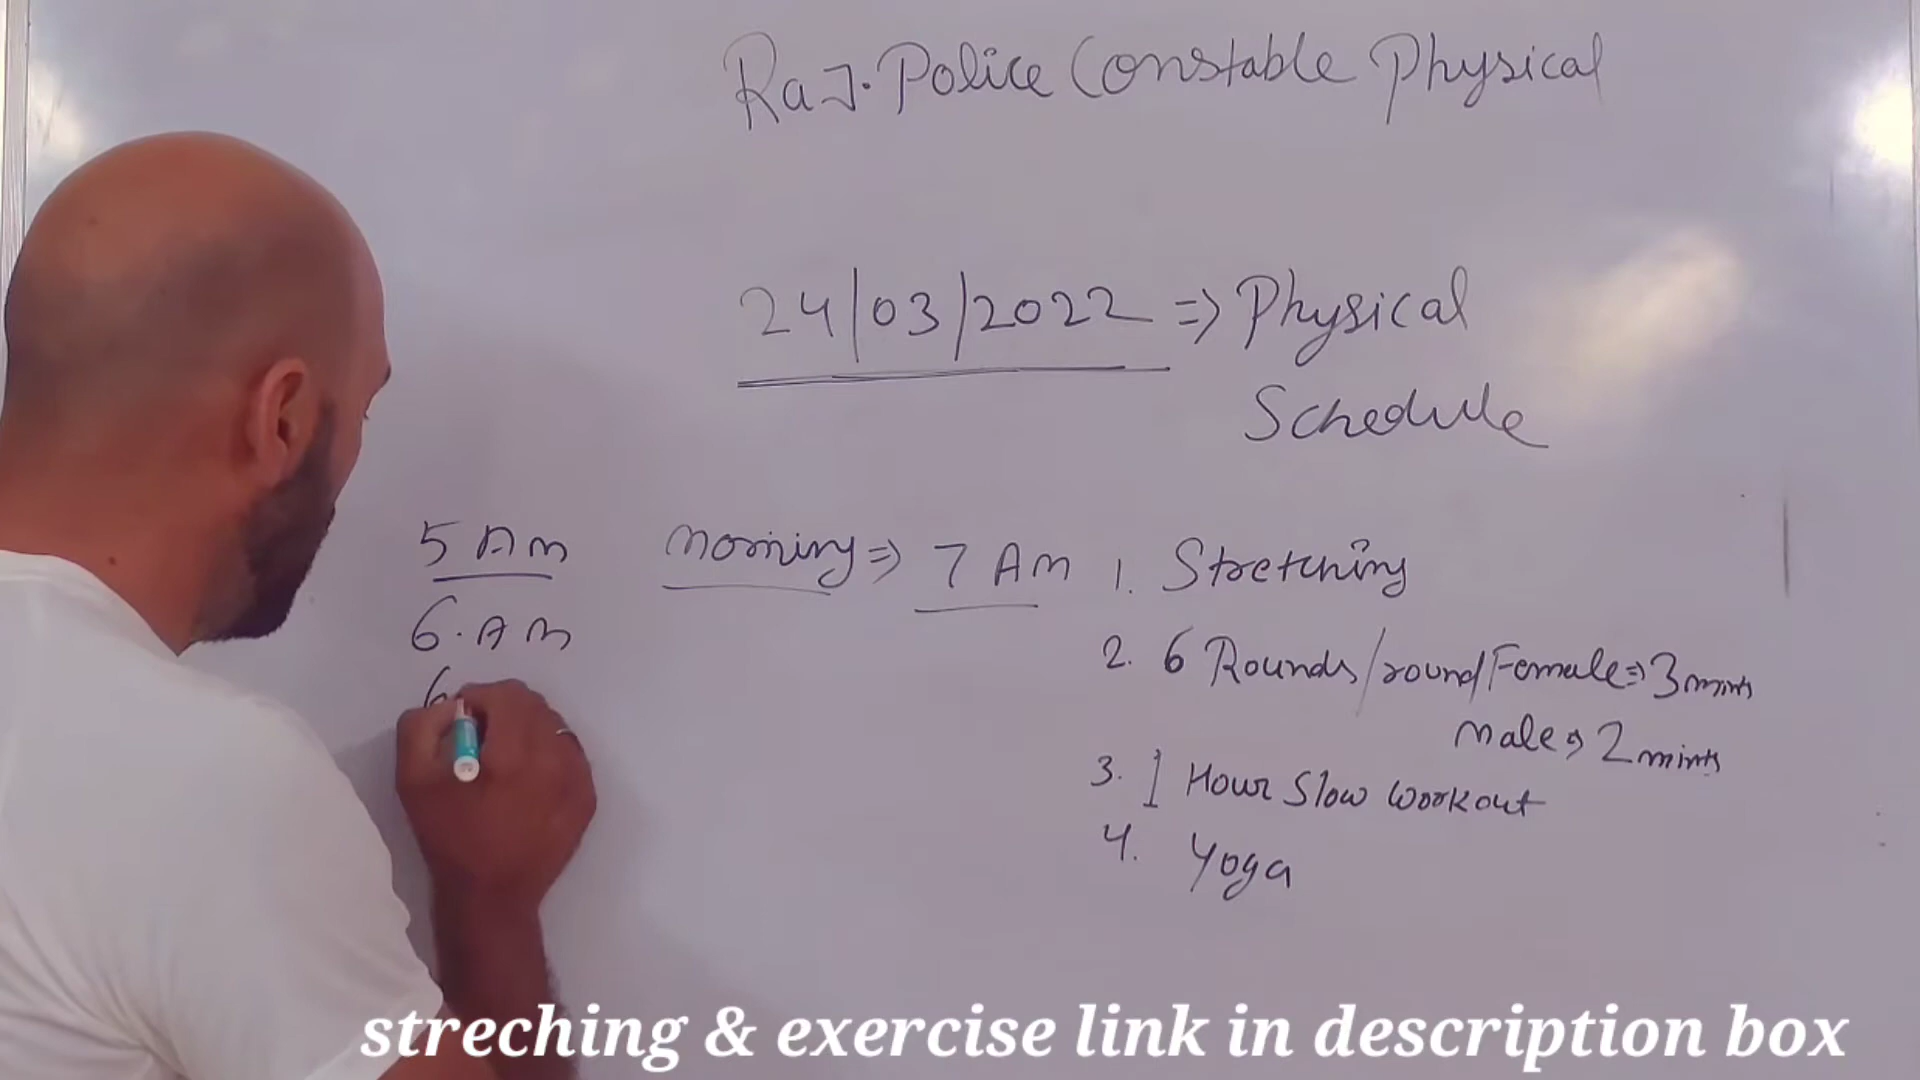 Raj. Police Constable Physical
24/03/2022 => Physical
Schedule
5 Am morning => 7 Am 1. Stretching
6. Am
6
2. 6 Rounds/round/Female => 3 mints
male => 2 mints
3. 1 Hour Slow workout
4. Yoga
streching & exercise link in description box